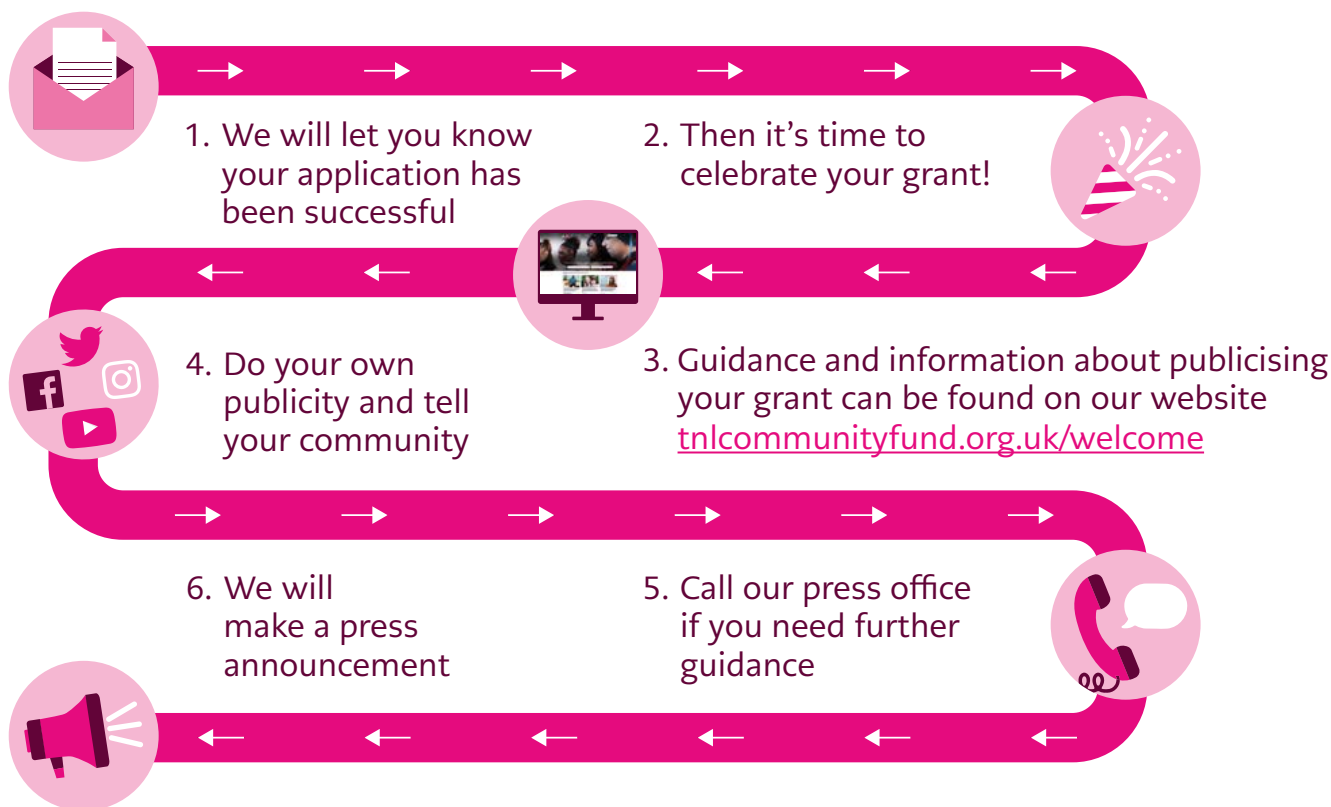 1. We will let you know
your application has
been successful
2. Then it’s time to
celebrate your grant!
3. Guidance and information about publicising
your grant can be found on our website
tnlcommunityfund.org.uk/welcome
4. Do your own
publicity and tell
your community
5. Call our press office
if you need further
guidance
6. We will
make a press
announcement